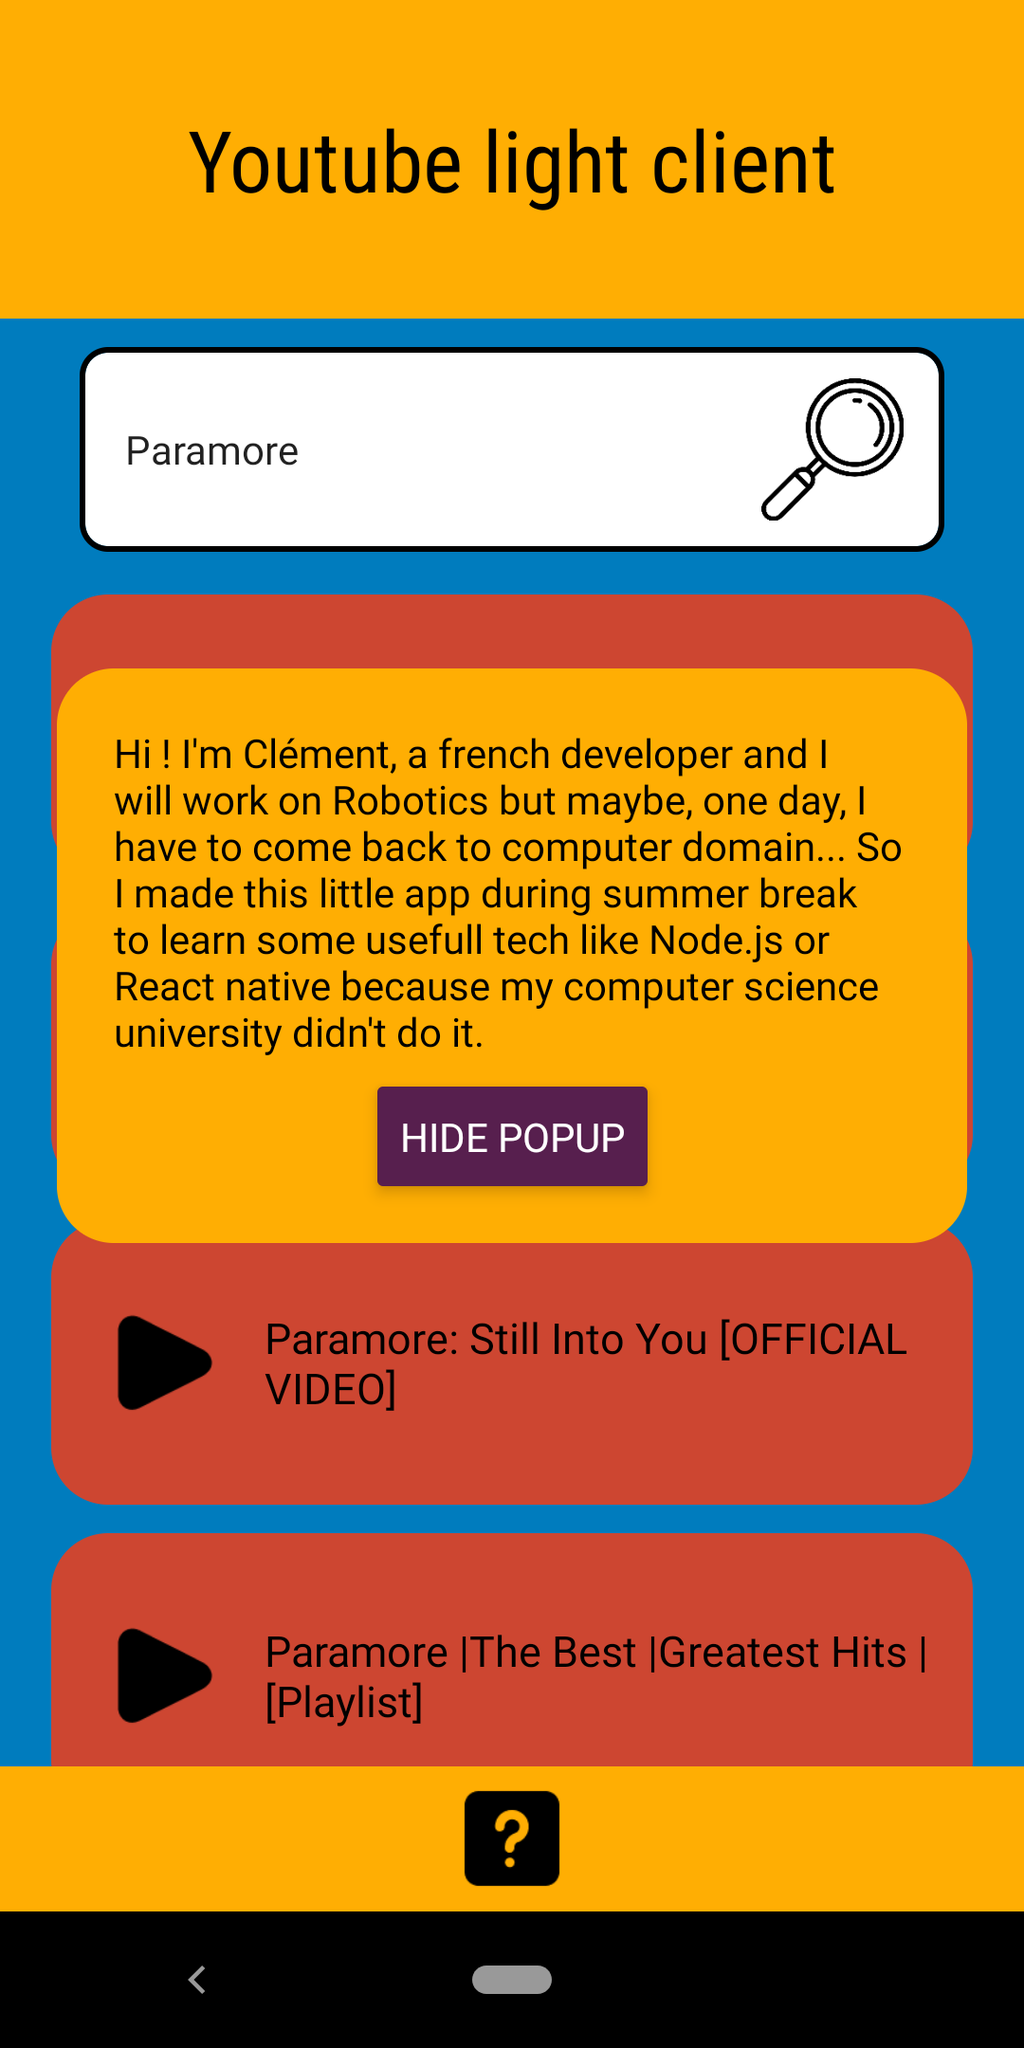 Youtube light client
Paramore
Hi ! I'm Clément, a french developer and I
will work on Robotics but maybe, one day, I
have to come back to computer domain... So
I made this little app during summer break
to learn some usefull tech like Node.js or
React native because my computer science
university didn't do it.
HIDE POPUP
Paramore: Still Into You [OFFICIAL
VIDEO]
Paramore |The Best |Greatest Hits |
[Playlist]
?